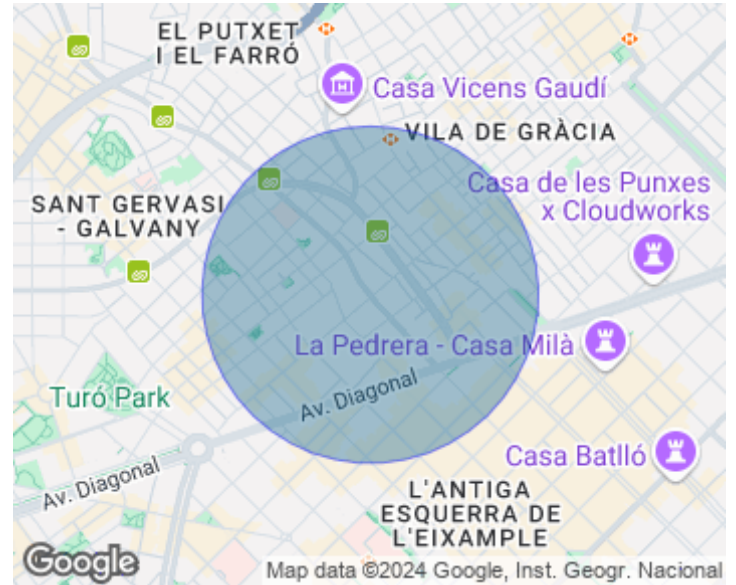 EL PUTXET
I EL FARRÓ
Casa Vicens Gaudí
VILA DE GRÀCIA
Casa de les Punxes
x Cloudworks
SANT GERVASI
- GALVANY
La Pedrera - Casa Milà
Turó Park
Av. Diagonal
Casa Batlló
Av. Diagonal
L'ANTIGA
ESQUERRA DE
L'EIXAMPLE
Google
Map data ©2024 Google, Inst. Geogr. Nacional